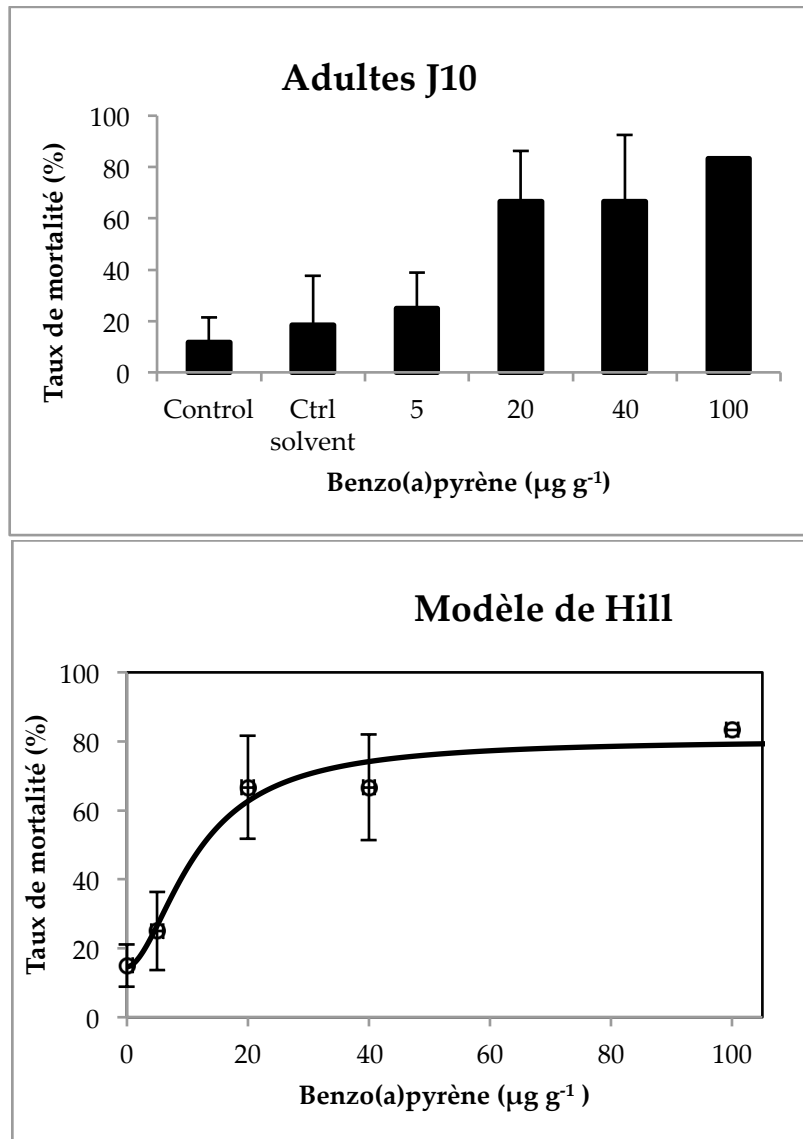 Adultes J10
Taux de mortalité (%)
100
80
60
40
20
0
Control
Ctrl
solvent
5
20
40
100
Benzo(a)pyrène (µg g-1)
Modèle de Hill
Taux de mortalité (%)
100
80
60
40
20
0
0
20
40
60
80
100
Benzo(a)pyrène (µg g-1 )